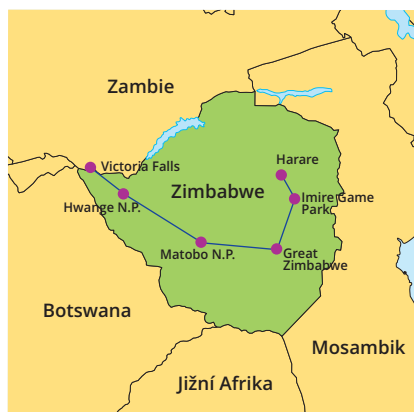 Zambie
Victoria Falls
Harare
Zimbabwe
Imire Game
Park
Hwange N.P.
Matobo N.P.
Great
Zimbabwe
Botswana
Mosambik
Jižní Afrika